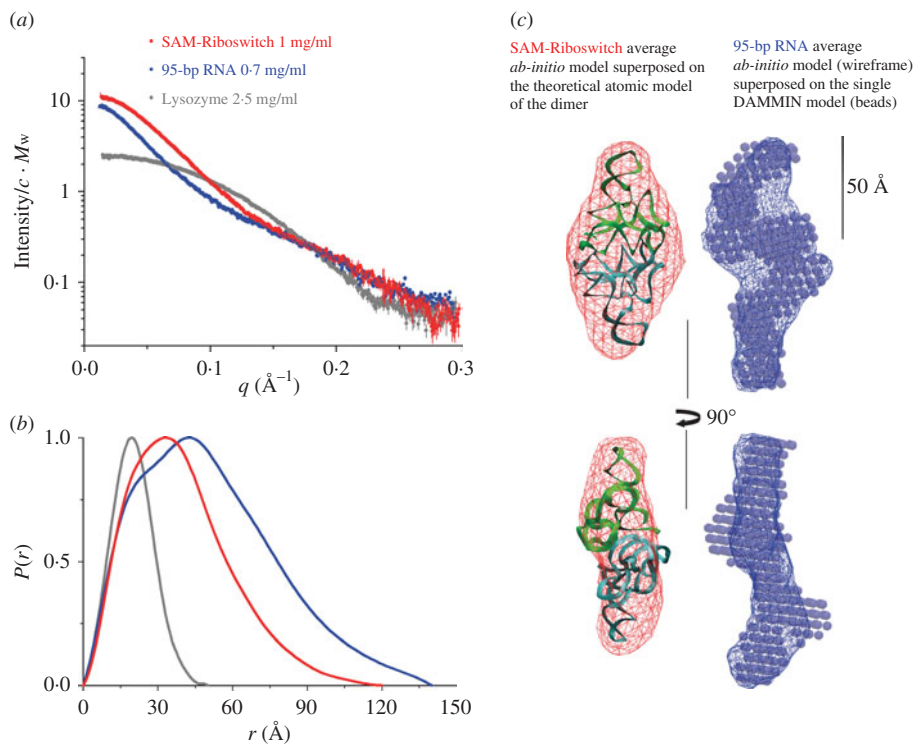 (a)
SAM-Riboswitch 1 mg/ml
95-bp RNA 0·7 mg/ml
Lysozyme 2·5 mg/ml
10
1
0·1
Intensity/c · Mw
0·0
0·1
0·2
0·3
q (Å−1)
(b)
1.0
0·5
0·0
P(r)
0
30
60
90
120
150
r (Å)
(c)
SAM-Riboswitch average
ab-initio model superposed on
the theoretical atomic model
of the dimer
95-bp RNA average
ab-initio model (wireframe)
superposed on the single
DAMMIN model (beads)
50 Å
90°